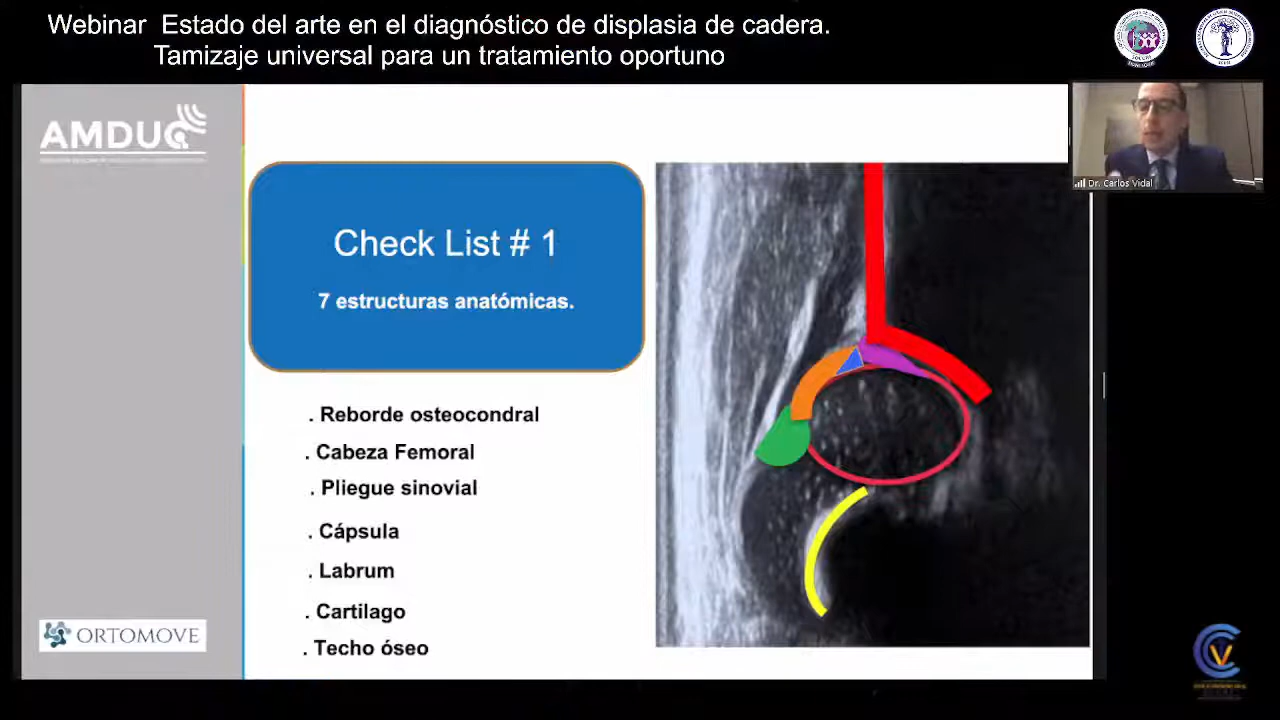 Webinar Estado del arte en el diagnóstico de displasia de cadera.
Tamizaje universal para un tratamiento oportuno
AMDUC
Dr. Carlos Vidal
Check List # 1
7 estructuras anatómicas.
. Reborde osteocondral
. Cabeza Femoral
. Pliegue sinovial
. Cápsula
. Labrum
. Cartilago
. Techo óseo
ORTOMOVE